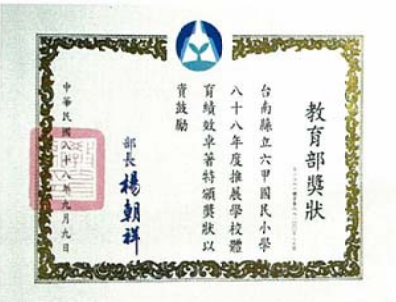 教育部獎狀
台南縣立六甲國民小學
八十八年度推展學校體
育績效卓著特頒獎狀以
資鼓勵
部長 楊朝祥
中華民國八十八年九月九日